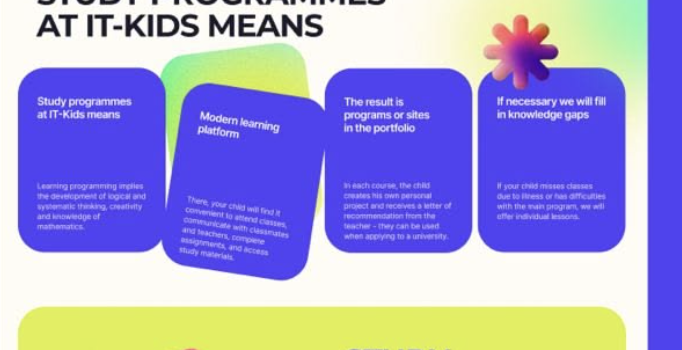 STUDY PROGRAMMES
AT IT-KIDS MEANS
Study programmes
at IT-Kids means
Learning programming implies
the development of logical and
systematic thinking, creativity
and knowledge of
mathematics.
Modern learning
platform
There, your child will find it
convenient to attend classes,
communicate with classmates
and teachers, complete
assignments, and access
study materials.
The result is
programs or sites
in the portfolio
In each course, the child
creates his own personal
project and receives a letter of
recommendation from the
teacher - they can be used
when applying to a university.
If necessary we will fill
in knowledge gaps
If your child misses classes
due to illness or has difficulties
with the main program, we will
offer individual lessons.